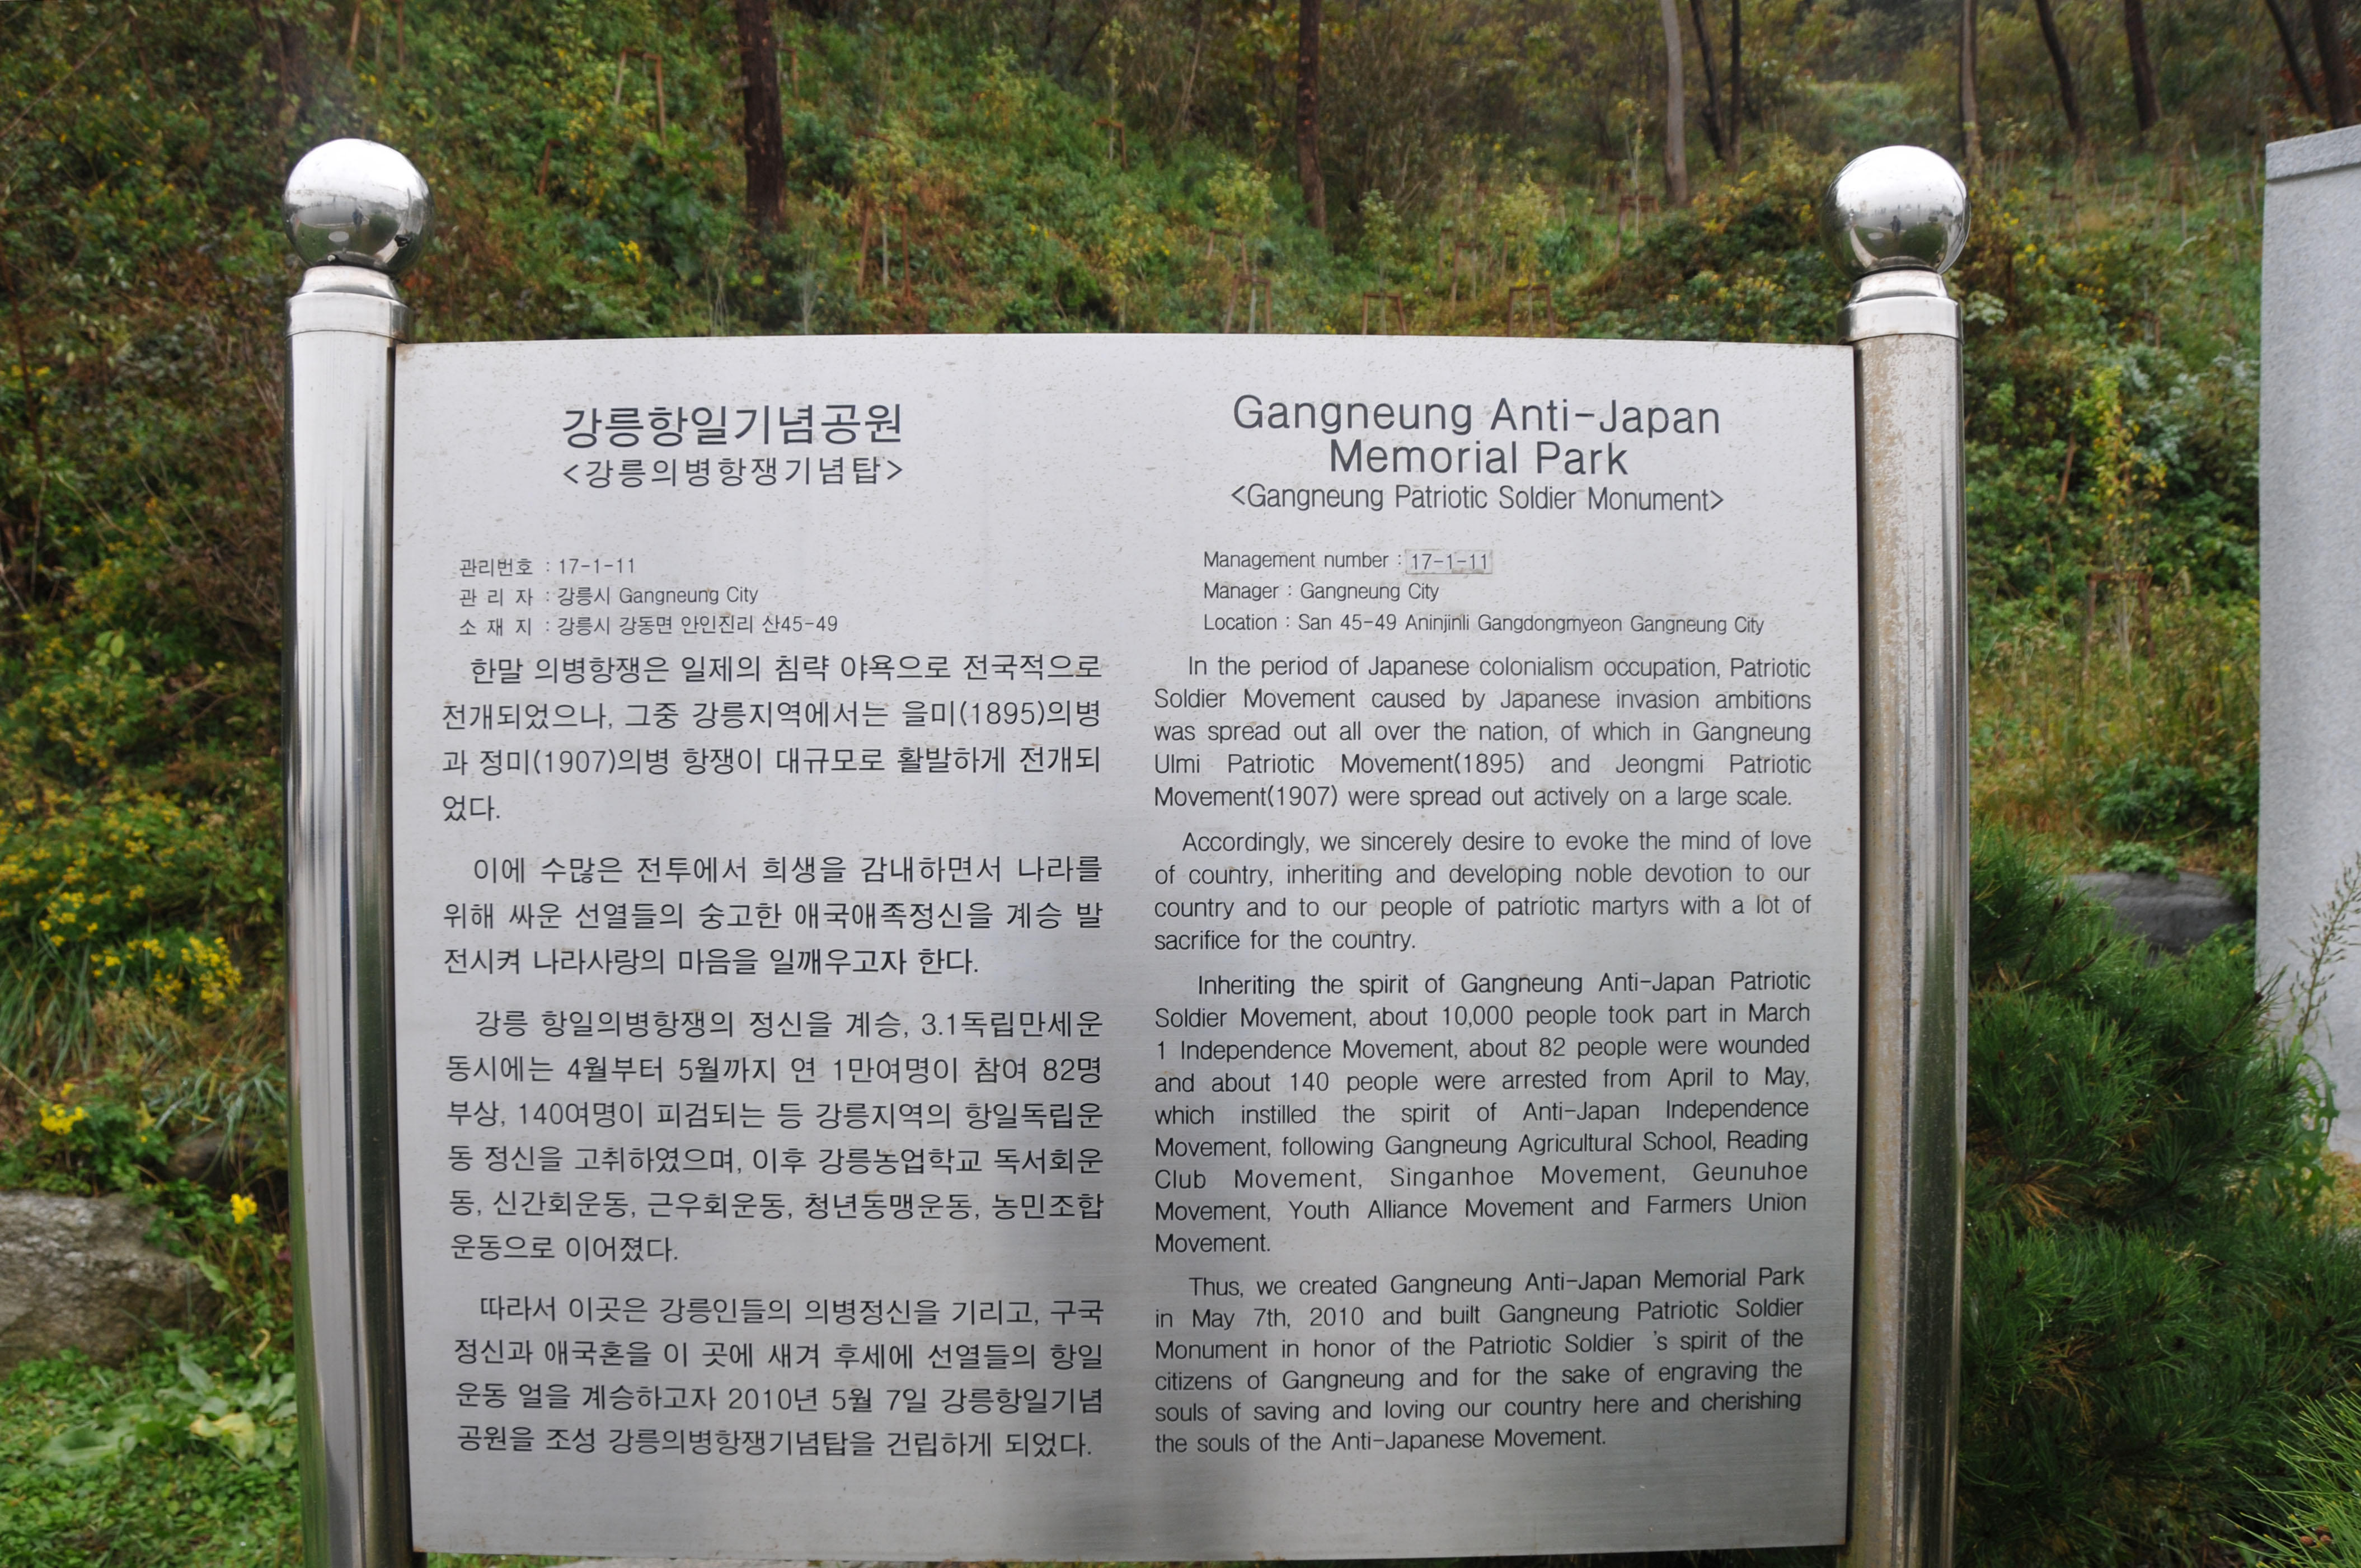 강릉항일기념공원
<강릉의병항쟁기념탑>
관리번호 : 17-1-11
관 리 자 : 강릉시 Gangneung City
소 재 지 : 강릉시 강동면 안인진리 산45-49
한말 의병항쟁은 일제의 침략 야욕으로 전국적으로
전개되었으나, 그중 강릉지역에서는 을미(1895)의병
과 정미(1907)의병 항쟁이 대규모로 활발하게 전개되
었다.
이에 수많은 전투에서 희생을 감내하면서 나라를
위해 싸운 선열들의 숭고한 애국애족정신을 계승 발
전시켜 나라사랑의 마음을 일깨우고자 한다.
강릉 항일의병항쟁의 정신을 계승, 3.1독립만세운
동시에는 4월부터 5월까지 연 1만여명이 참여 82명
부상, 140여명이 피검되는 등 강릉지역의 항일독립운
동 정신을 고취하였으며, 이후 강릉농업학교 독서회운
동, 신간회운동, 근우회운동, 청년동맹운동, 농민조합
운동으로 이어졌다.
따라서 이곳은 강릉인들의 의병정신을 기리고, 구국
정신과 애국혼을 이 곳에 새겨 후세에 선열들의 항일
운동 얼을 계승하고자 2010년 5월 7일 강릉항일기념
공원을 조성 강릉의병항쟁기념탑을 건립하게 되었다.
Gangneung Anti-Japan
Memorial Park
<Gangneung Patriotic Soldier Monument>
Management number : 17-1-11
Manager : Gangneung City
Location : San 45-49 Aninjinli Gangdongmyeon Gangneung City
In the period of Japanese colonialism occupation, Patriotic
Soldier Movement caused by Japanese invasion ambitions
was spread out all over the nation, of which in Gangneung
Ulmi Patriotic Movement(1895) and Jeongmi Patriotic
Movement(1907) were spread out actively on a large scale.
Accordingly, we sincerely desire to evoke the mind of love
of country, inheriting and developing noble devotion to our
country and to our people of patriotic martyrs with a lot of
sacrifice for the country.
Inheriting the spirit of Gangneung Anti-Japan Patriotic
Soldier Movement, about 10,000 people took part in March
1 Independence Movement, about 82 people were wounded
and about 140 people were arrested from April to May,
which instilled the spirit of Anti-Japan Independence
Movement, following Gangneung Agricultural School, Reading
Club Movement, Singanhoe Movement, Geunuhoe
Movement, Youth Alliance Movement and Farmers Union
Movement.
Thus, we created Gangneung Anti-Japan Memorial Park
in May 7th, 2010 and built Gangneung Patriotic Soldier
Monument in honor of the Patriotic Soldier 's spirit of the
citizens of Gangneung and for the sake of engraving the
souls of saving and loving our country here and cherishing
the souls of the Anti-Japanese Movement.